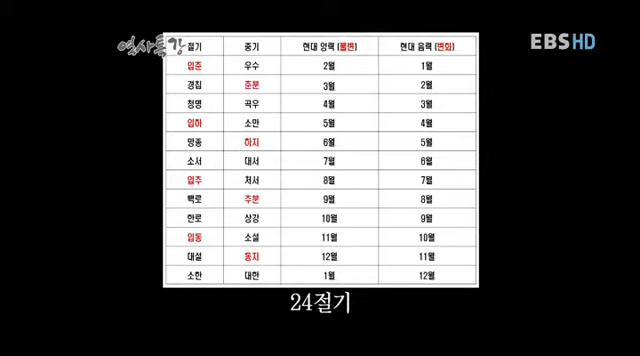 역사특강
EBS HD
절기 중기 현대 양력 (불변) 현대 음력 (변화)
입춘 우수 2월 1월
경칩 춘분 3월 2월
청명 곡우 4월 3월
입하 소만 5월 4월
망종 하지 6월 5월
소서 대서 7월 6월
입추 처서 8월 7월
백로 추분 9월 8월
한로 상강 10월 9월
입동 소설 11월 10월
대설 동지 12월 11월
소한 대한 1월 12월
24절기